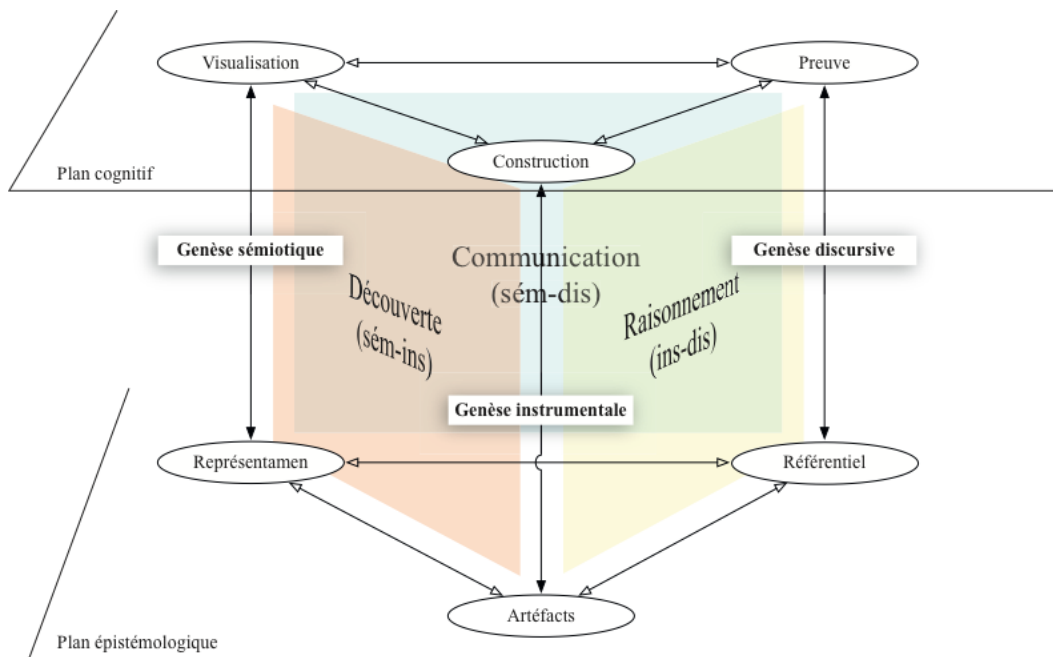 Visualisation
Preuve
Construction
Plan cognitif
Genèse sémiotique
Genèse discursive
Communication
(sém-dis)
Découverte
(sém-ins)
Raisonnement
(ins-dis)
Genèse instrumentale
Représentamen
Référentiel
Artéfacts
Plan épistémologique